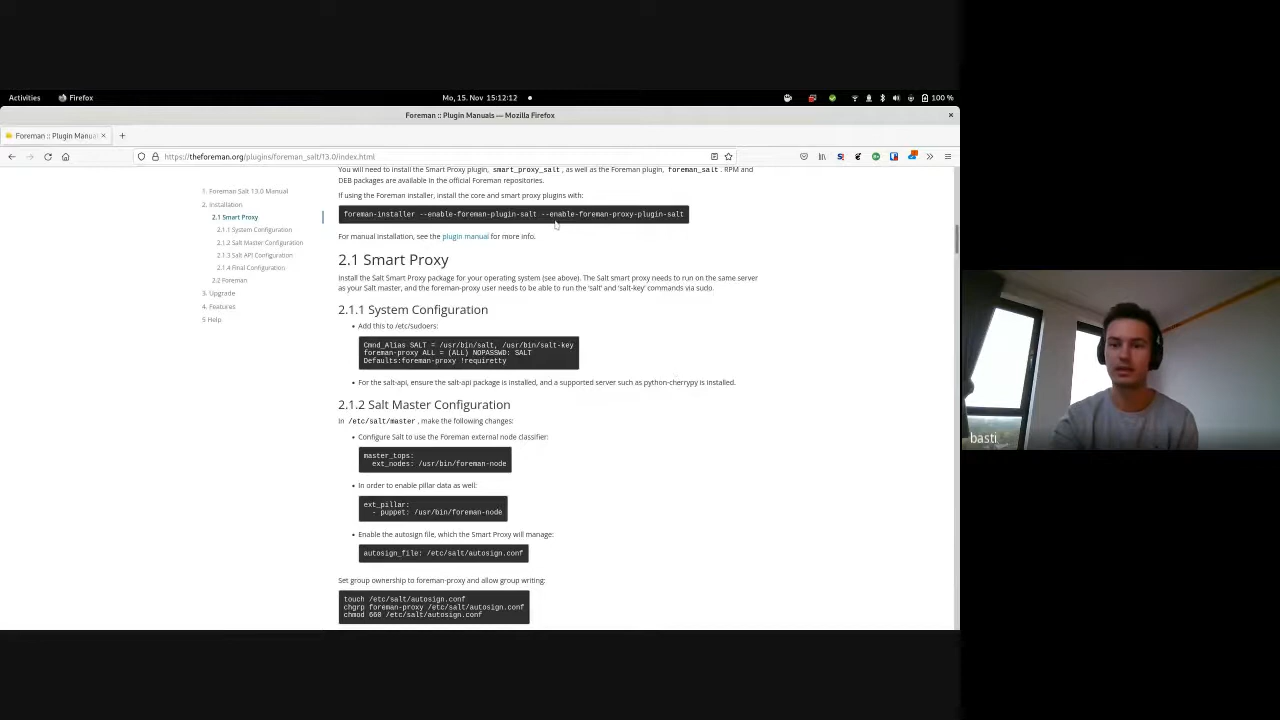 Activities
Firefox
Mo, 15. Nov 15:12:12
100 %
Foreman :: Plugin Manuals — Mozilla Firefox
Foreman :: Plugin Manua
https://theforeman.org/plugins/foreman_salt/13.0/index.html
1. Foreman Salt 13.0 Manual
2. Installation
2.1 Smart Proxy
2.1.1 System Configuration
2.1.2 Salt Master Configuration
2.1.3 Salt API Configuration
2.1.4 Final Configuration
2.2 Foreman
3. Upgrade
4. Features
5 Help
You will need to install the Smart Proxy plugin, smart_proxy_salt, as well as the Foreman plugin, foreman_salt. RPM and
DEB packages are available in the official Foreman repositories.
If using the Foreman installer, install the core and smart proxy plugins with:
foreman-installer --enable-foreman-plugin-salt --enable-foreman-proxy-plugin-salt
For manual installation, see the plugin manual for more info.
2.1 Smart Proxy
Install the Salt Smart Proxy package for your operating system (see above). The Salt smart proxy needs to run on the same server
as your Salt master, and the foreman-proxy user needs to be able to run the 'salt' and 'salt-key' commands via sudo.
2.1.1 System Configuration
• Add this to /etc/sudoers:
Cmnd_Alias SALT = /usr/bin/salt, /usr/bin/salt-key
foreman-proxy ALL = (ALL) NOPASSWD: SALT
Defaults:foreman-proxy !requiretty
• For the salt-api, ensure the salt-api package is installed, and a supported server such as python-cherrypy is installed.
2.1.2 Salt Master Configuration
In /etc/salt/master, make the following changes:
• Configure Salt to use the Foreman external node classifier:
master_tops:
ext_nodes: /usr/bin/foreman-node
• In order to enable pillar data as well:
ext_pillar:
- puppet: /usr/bin/foreman-node
• Enable the autosign file, which the Smart Proxy will manage:
autosign_file: /etc/salt/autosign.conf
Set group ownership to foreman-proxy and allow group writing:
touch /etc/salt/autosign.conf
chgrp foreman-proxy /etc/salt/autosign.conf
chmod 660 /etc/salt/autosign.conf
basti